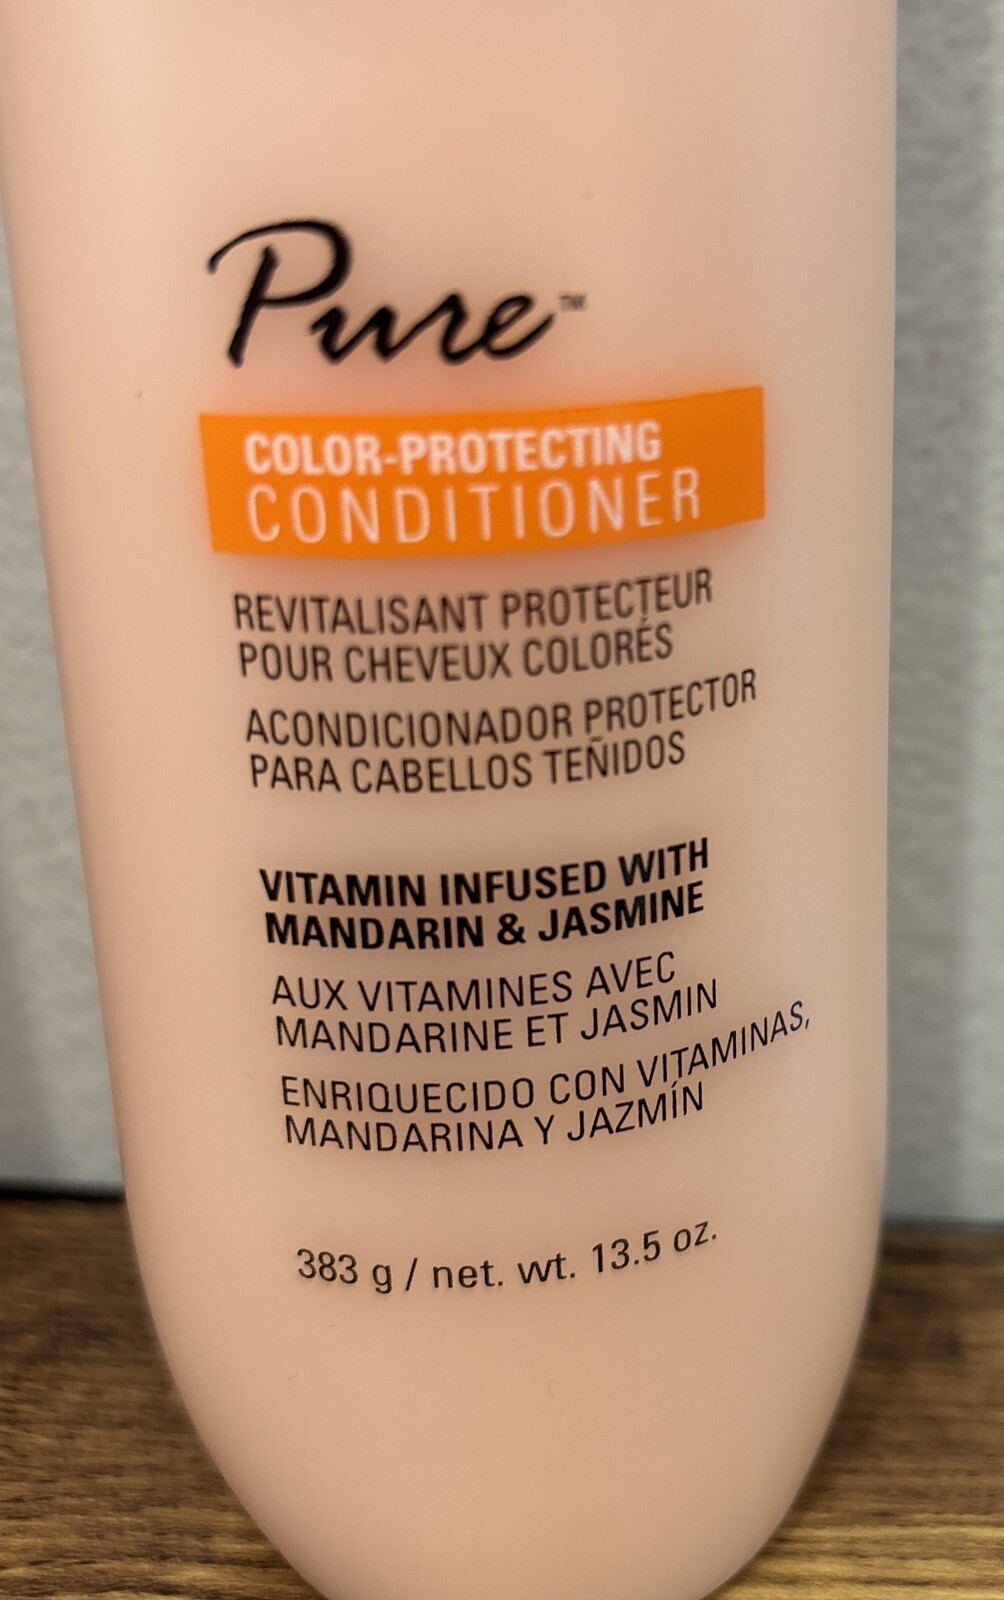 Pure™
COLOR-PROTECTING
CONDITIONER
REVITALISANT PROTECTEUR
POUR CHEVEUX COLORÉS
ACONDICIONADOR PROTECTOR
PARA CABELLOS TEÑIDOS
VITAMIN INFUSED WITH
MANDARIN & JASMINE
AUX VITAMINES AVEC
MANDARINE ET JASMIN
ENRIQUECIDO CON VITAMINAS,
MANDARINA Y JAZMÍN
383 g / net. wt. 13.5 oz.